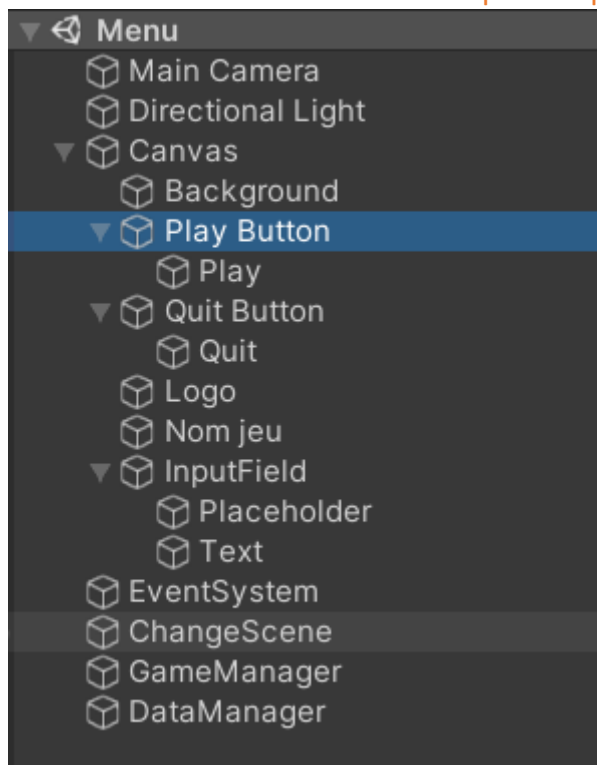 Menu
Main Camera
Directional Light
Canvas
Background
Play Button
Play
Quit Button
Quit
Logo
Nom jeu
InputField
Placeholder
Text
EventSystem
ChangeScene
GameManager
DataManager